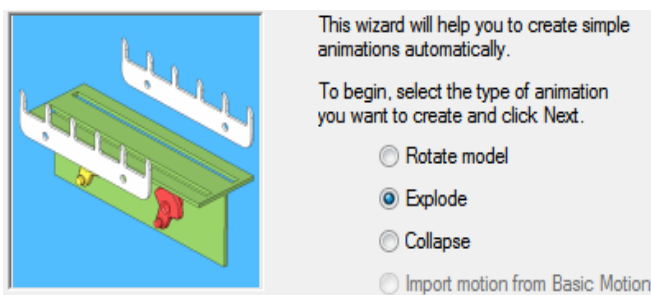 This wizard will help you to create simple
animations automatically.
To begin, select the type of animation
you want to create and click Next.
Rotate model
Explode
Collapse
Import motion from Basic Motion